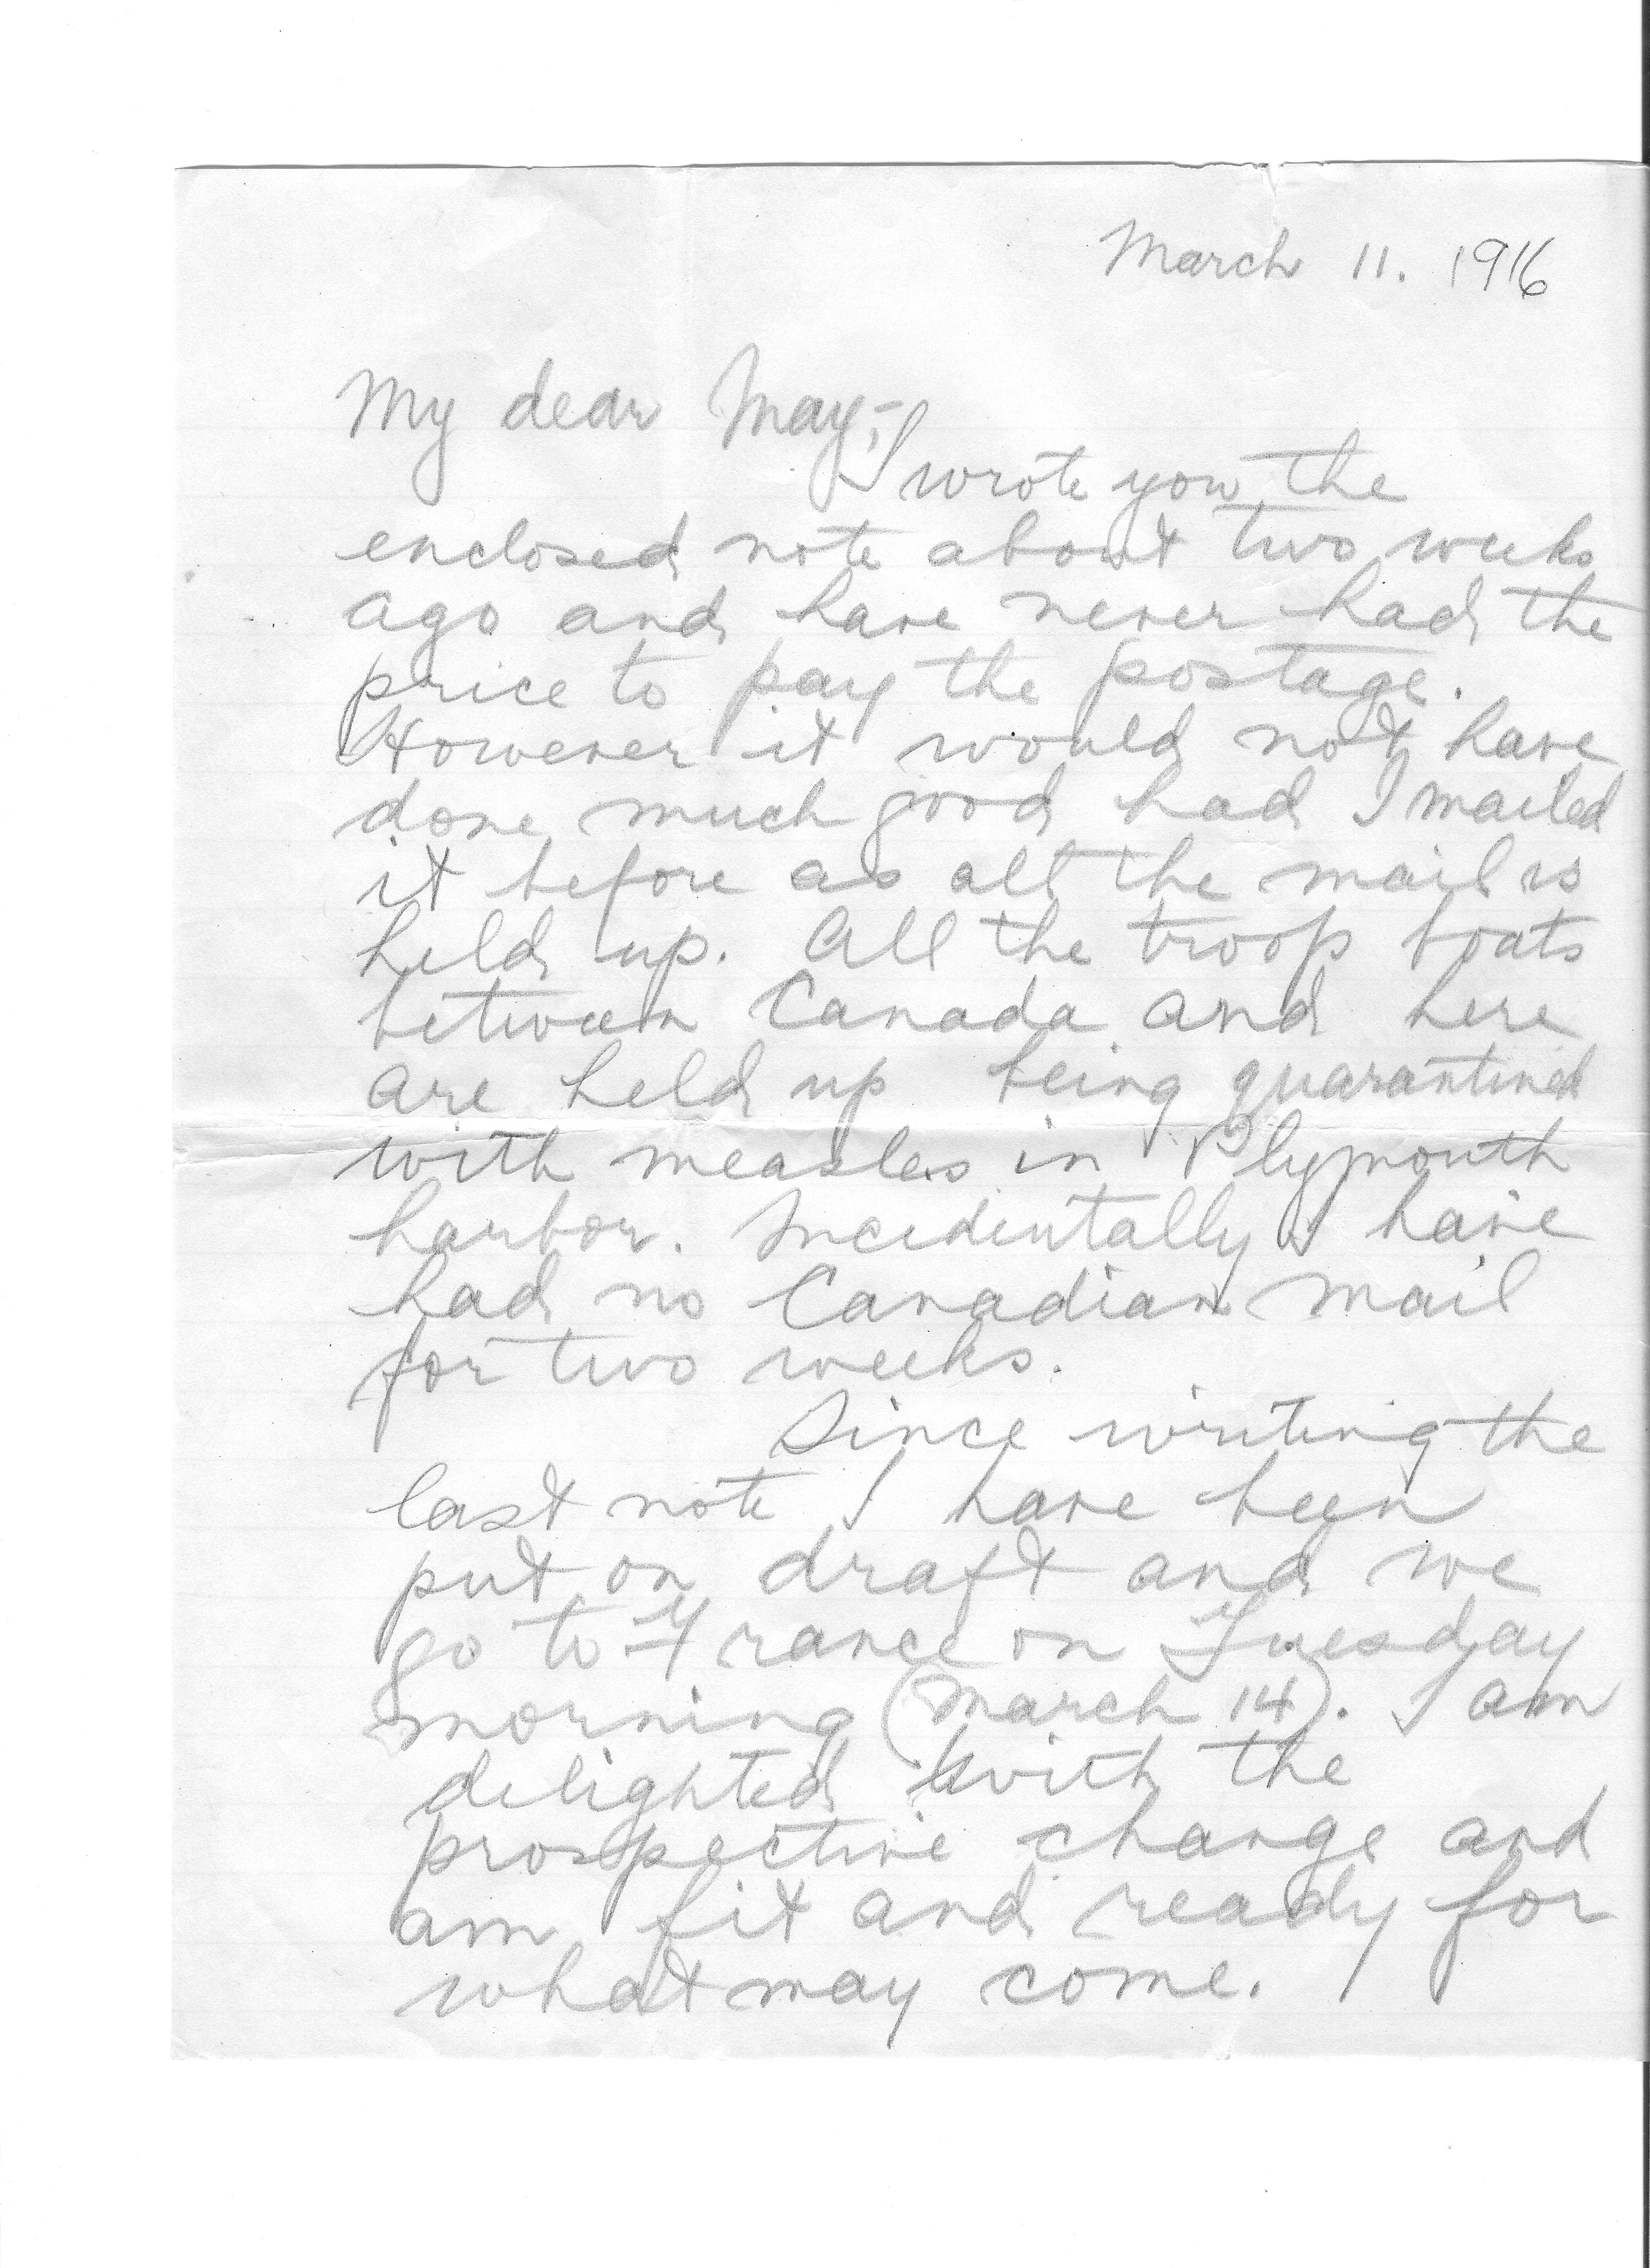 March 11. 1916
My dear May;-
I wrote you the
enclosed note about two weeks
ago and have never had the
price to pay the postage.
However it would not have
done much good had I mailed
it before as all the mail is
held up. All the troop boats
between Canada and here
are held up being quarantined
with measles in Plymouth
harbor. Incidentally I have
had no Canadian mail
for two weeks.
Since writing the
last note I have been
put on draft and we
go to France on Tuesday
morning (March 14). I am
delighted with the
prospective change and
am fit and ready for
what may come.